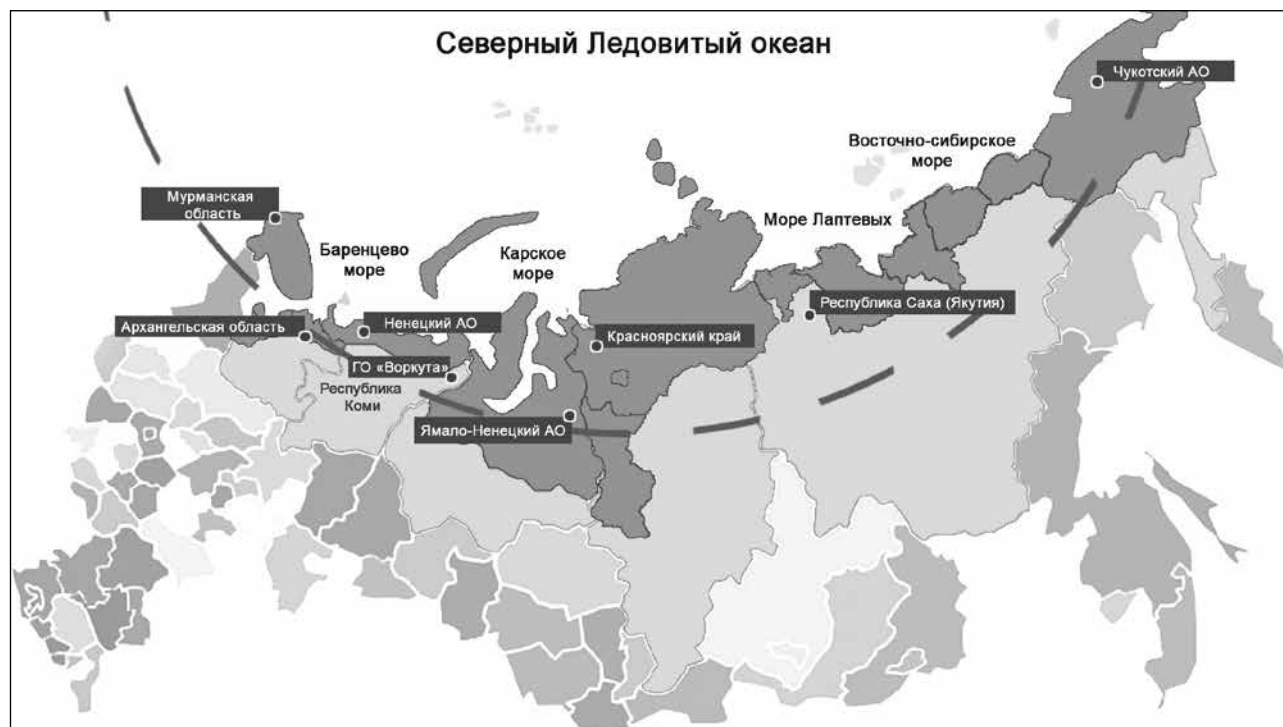 Северный Ледовитый океан
Чукотский АО
Восточно-сибирское
море
Мурманская
область
Море Лаптевых
Баренцево
море
Карское
море
Республика Саха (Якутия)
Архангельская область
Ненецкий АО
Красноярский край
ГО «Воркута»
Республика
Коми
Ямало-Ненецкий АО